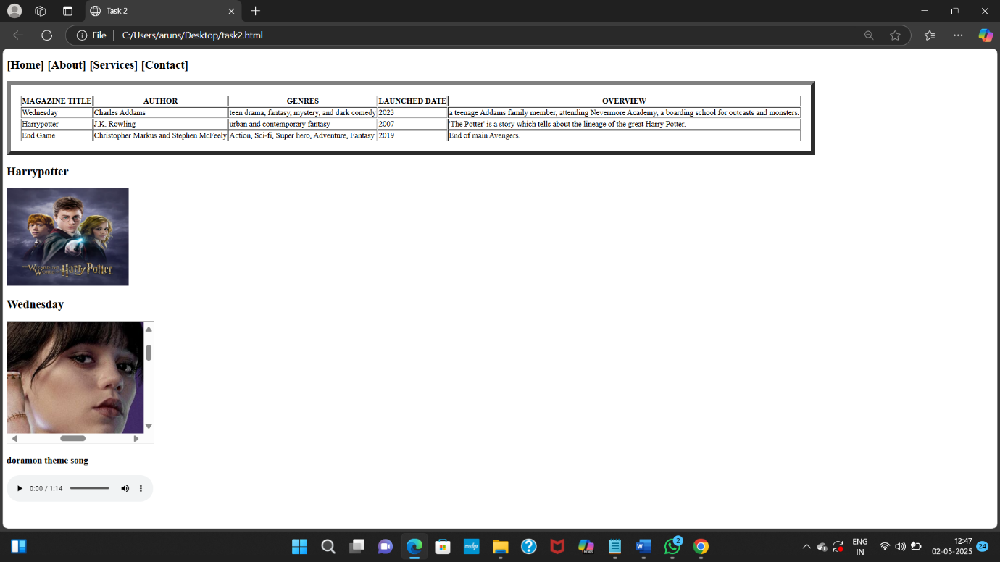 Task 2
File C:/Users/aruns/Desktop/task2.html
[Home] [About] [Services] [Contact]
MAGAZINE TITLE AUTHOR GENRES LAUNCHED DATE OVERVIEW
Wednesday Charles Addams teen drama, fantasy, mystery, and dark comedy 2023 a teenage Addams family member, attending Nevermore Academy, a boarding school for outcasts and monsters.
Harrypotter J.K. Rowling urban and contemporary fantasy 2007 'The Potter' is a story which tells about the lineage of the great Harry Potter.
End Game Christopher Markus and Stephen McFeely Action, Sci-fi, Super hero, Adventure, Fantasy 2019 End of main Avengers.
Harrypotter
THE WIZARDING WORLD OF Harry Potter
Wednesday
doramon theme song
0:00 / 1:14
myhp
M365
2
ENG
IN
12:47
02-05-2025
24